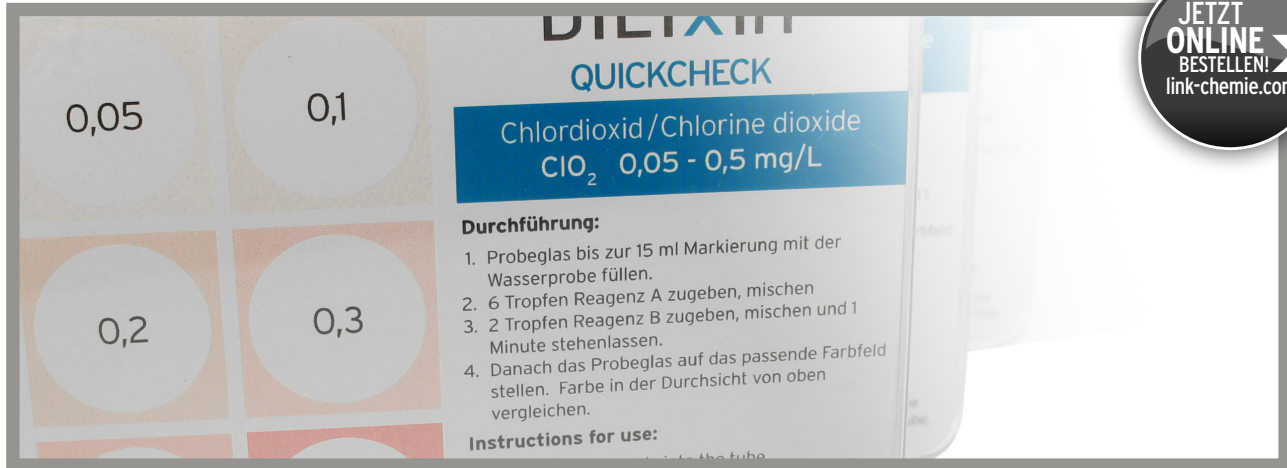 JETZT
ONLINE
BESTELLEN!
link-chemie.com
QUICKCHECK
Chlordioxid/Chlorine dioxide
ClO2 0,05 - 0,5 mg/L
0,05
0,1
0,2
0,3
Durchführung:
1. Probeglas bis zur 15 ml Markierung mit der
Wasserprobe füllen.
2. 6 Tropfen Reagenz A zugeben, mischen
3. 2 Tropfen Reagenz B zugeben, mischen und 1
Minute stehenlassen.
4. Danach das Probeglas auf das passende Farbfeld
stellen. Farbe in der Durchsicht von oben
vergleichen.
Instructions for use:
into the tube